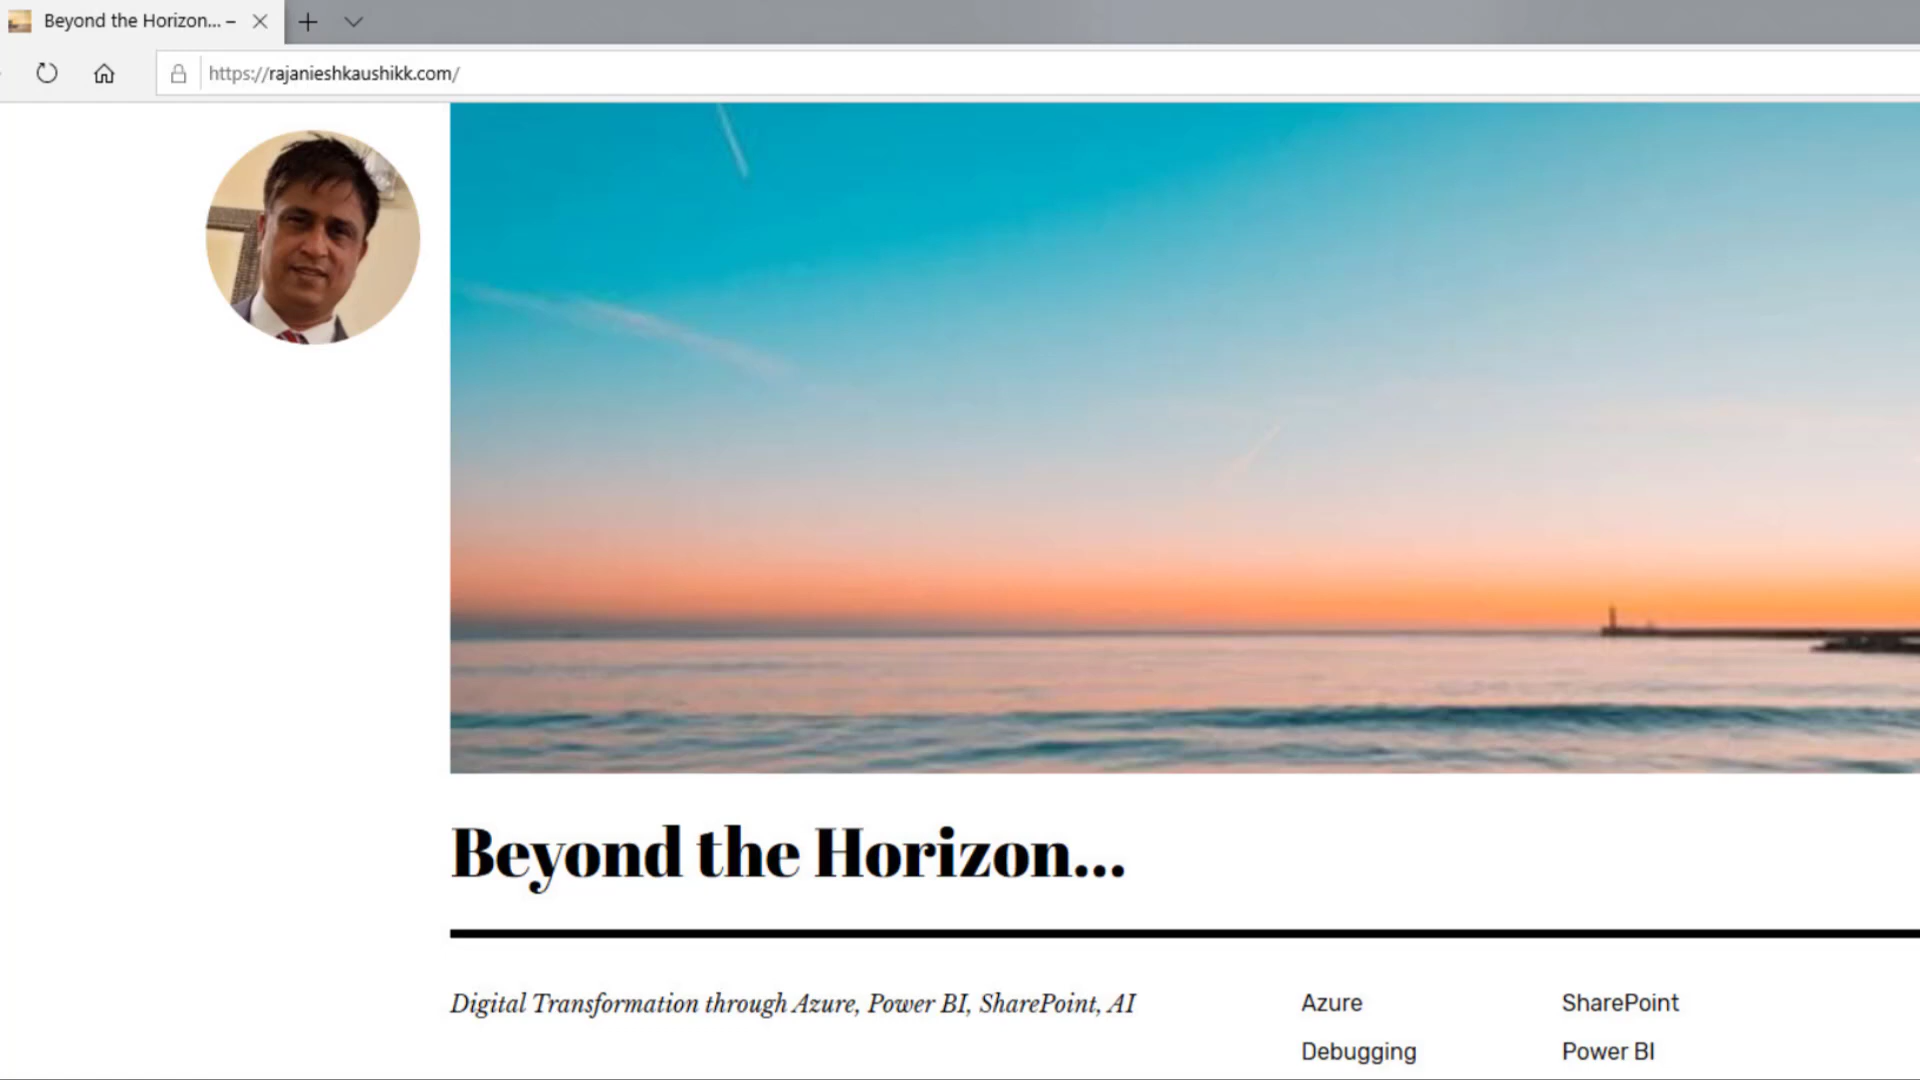 Beyond the Horizon... –
https://rajanieshkaushikk.com/
Beyond the Horizon...
Digital Transformation through Azure, Power BI, SharePoint, AI
Azure
SharePoint
Debugging
Power BI